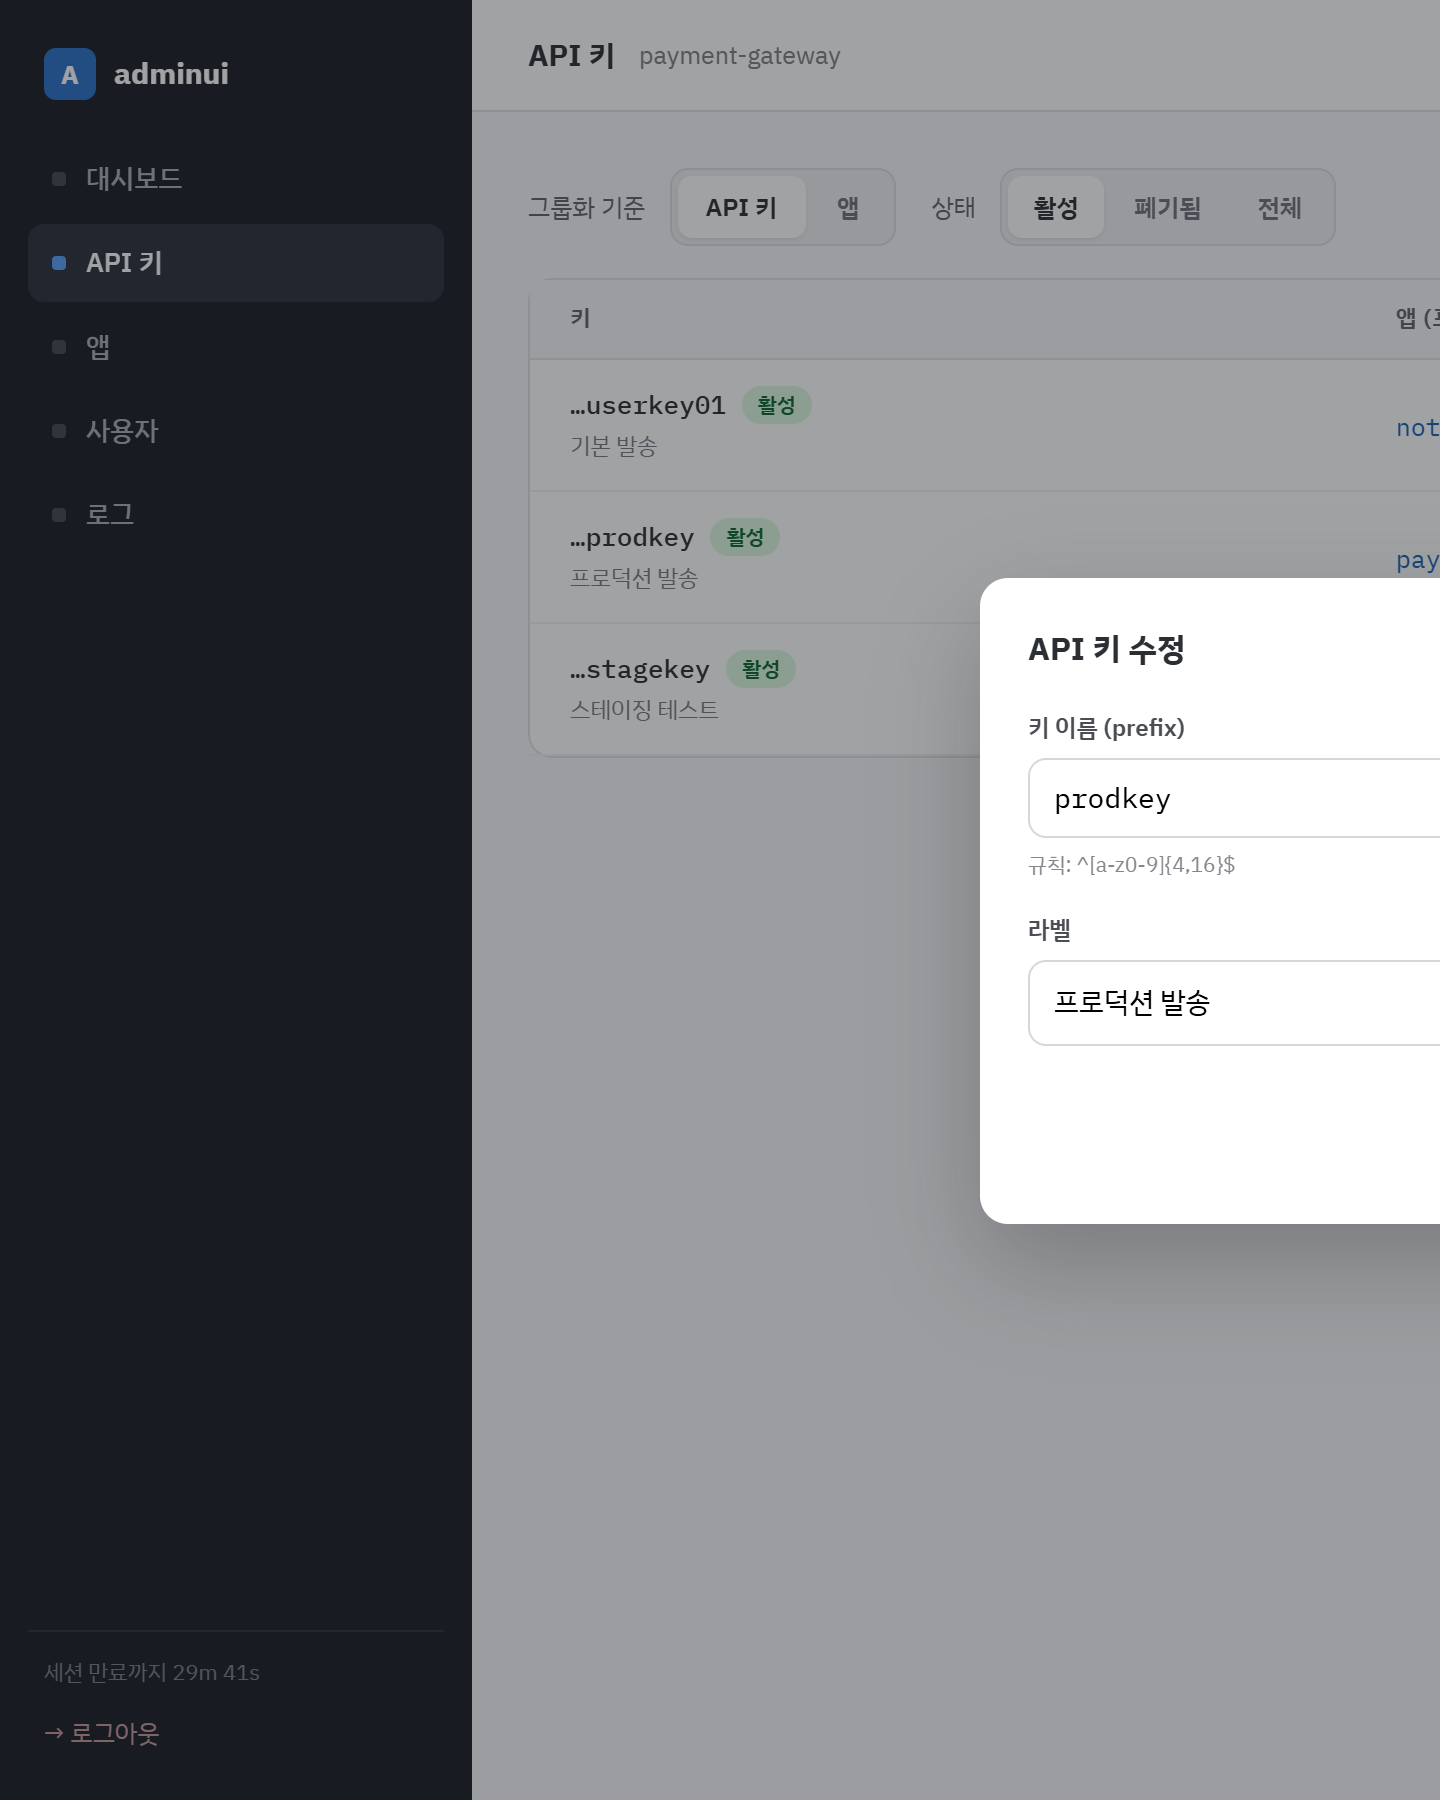 A adminui
대시보드
API 키
앱
사용자
로그
세션 만료까지 29m 41s
→ 로그아웃
API 키 payment-gateway
그룹화 기준 API 키 앱 상태 활성 폐기됨 전체
키 앱
…userkey01 활성
기본 발송
not
…prodkey 활성
프로덕션 발송
pay
…stagekey 활성
스테이징 테스트
API 키 수정
키 이름 (prefix)
prodkey
규칙: ^[a-z0-9]{4,16}$
라벨
프로덕션 발송